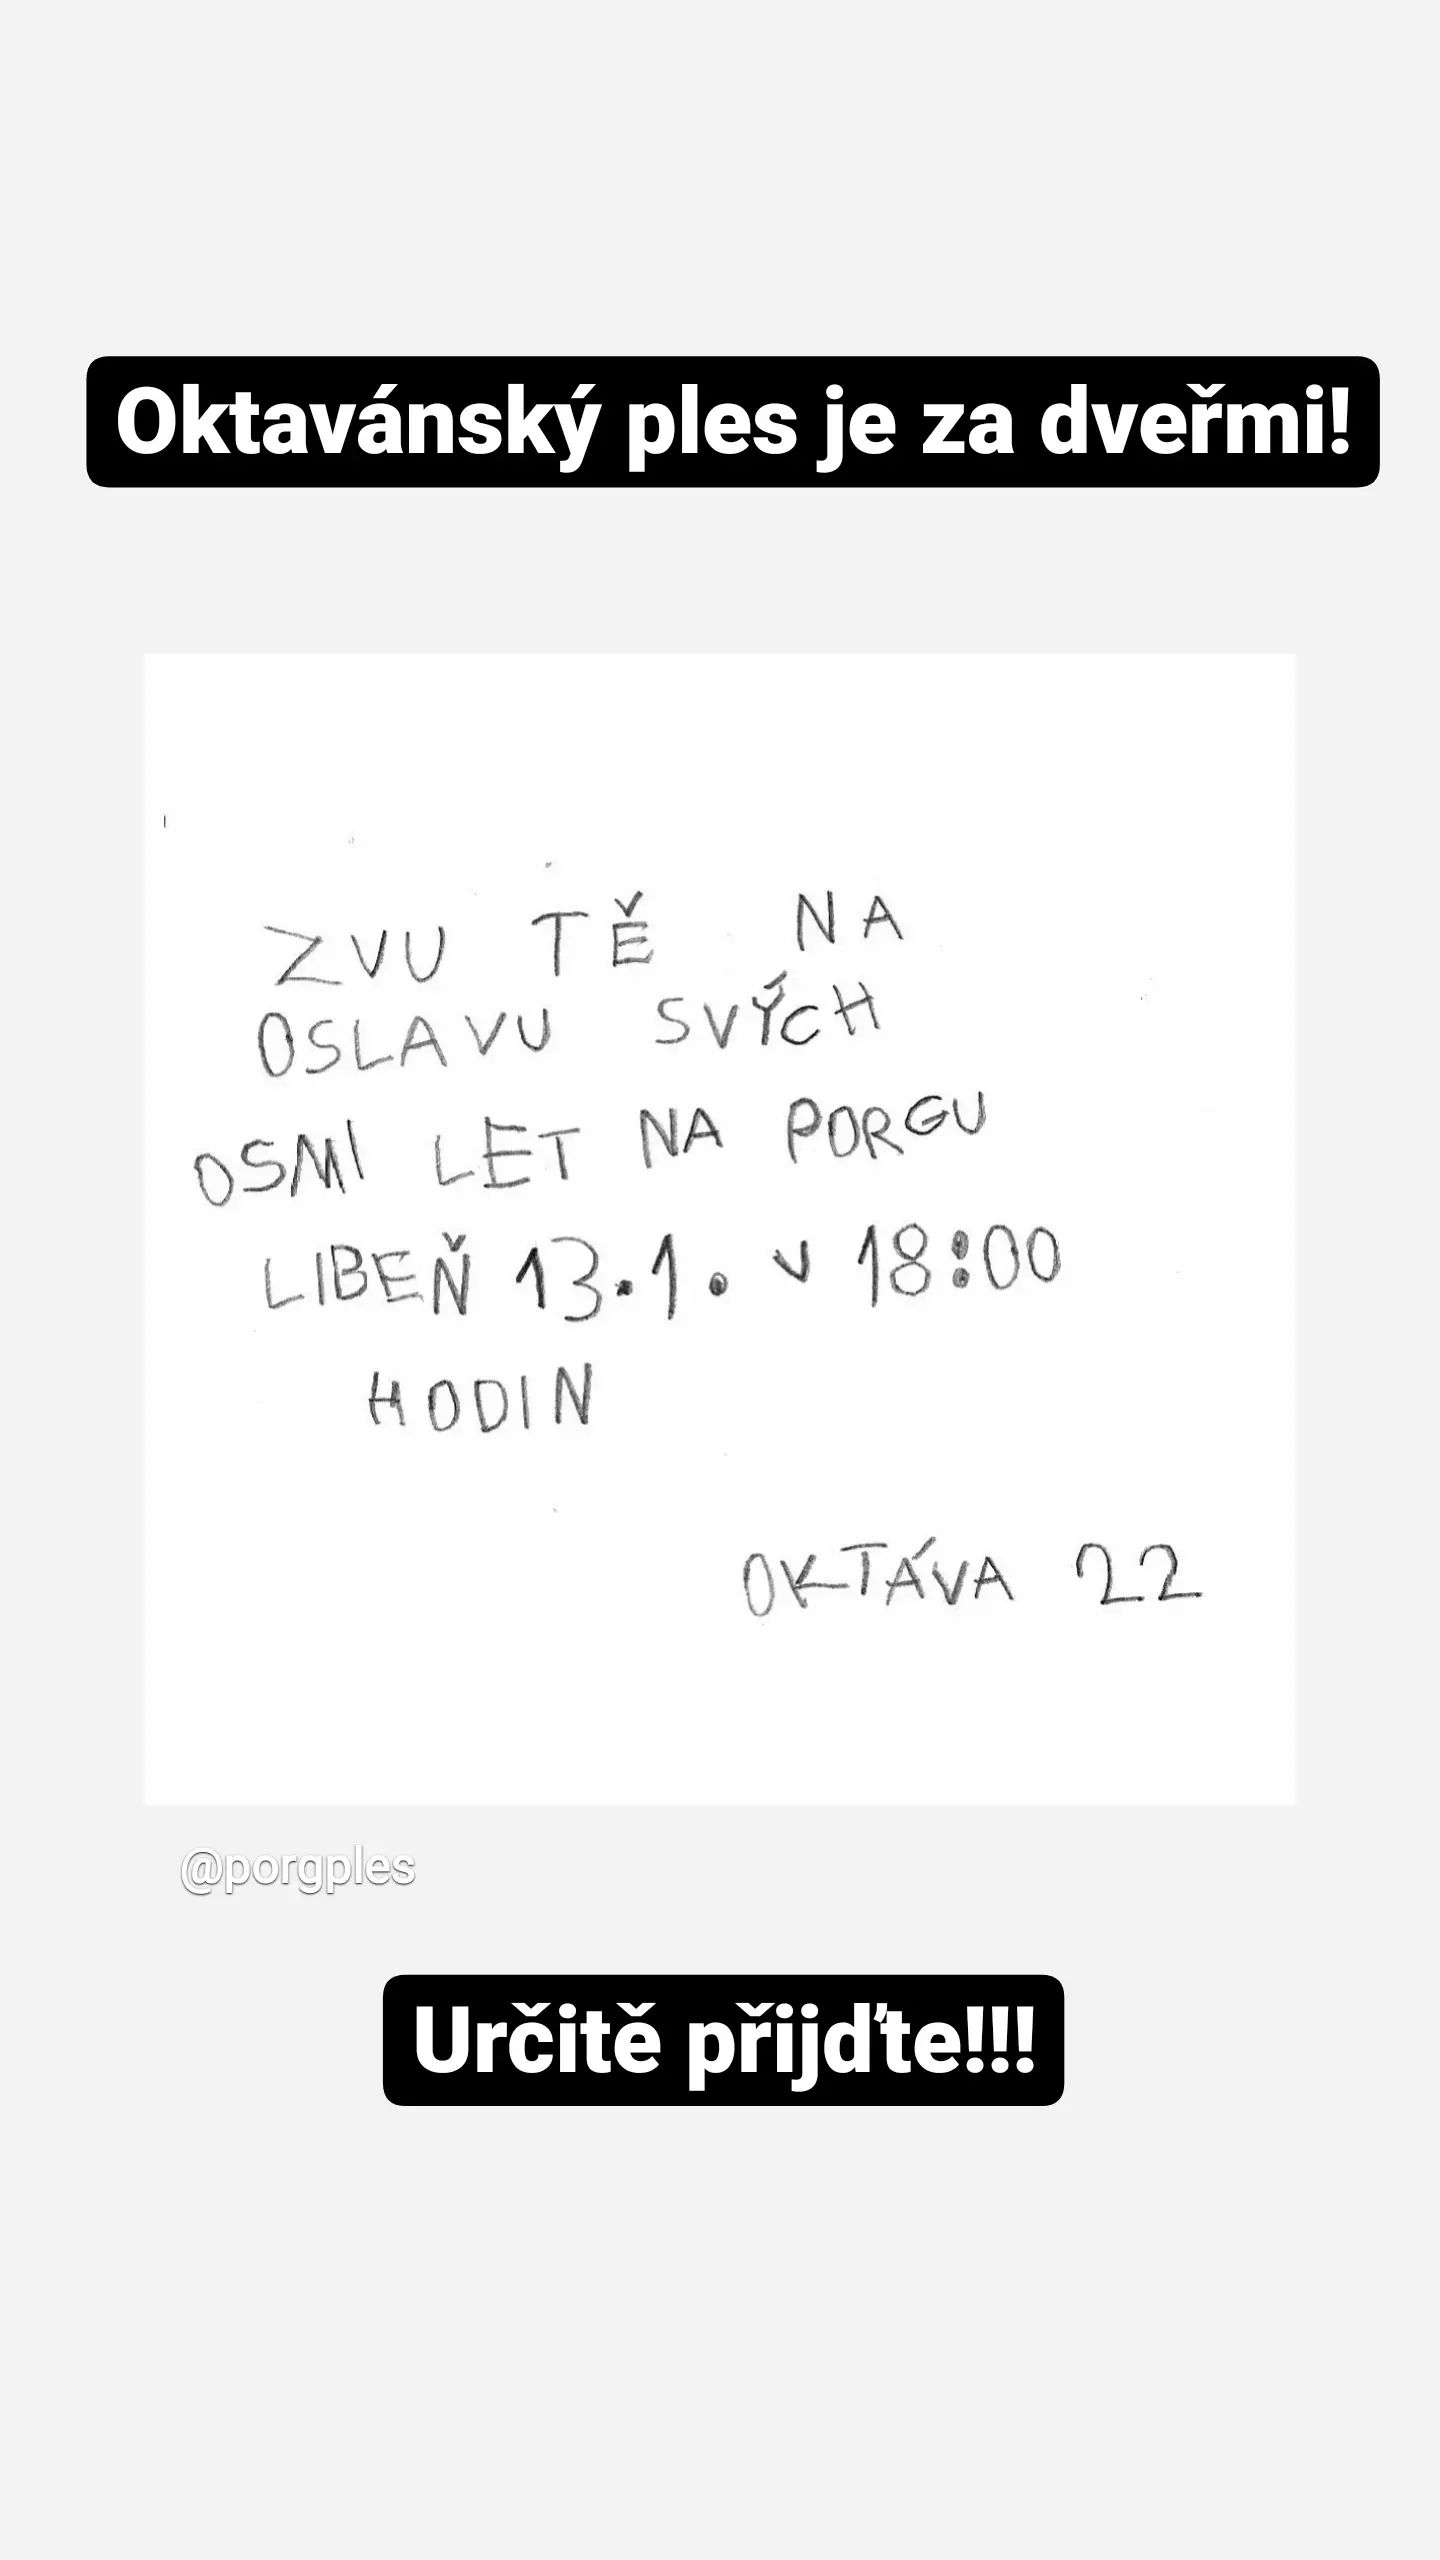 Oktavánský ples je za dveřmi!
ZVU TĚ NA
OSLAVU SVÝCH
OSMI LET NA PORGU
LIBEŇ 13.1. v 18:00
HODIN
OKTÁVA 22
@porgples
Určitě přijďte!!!